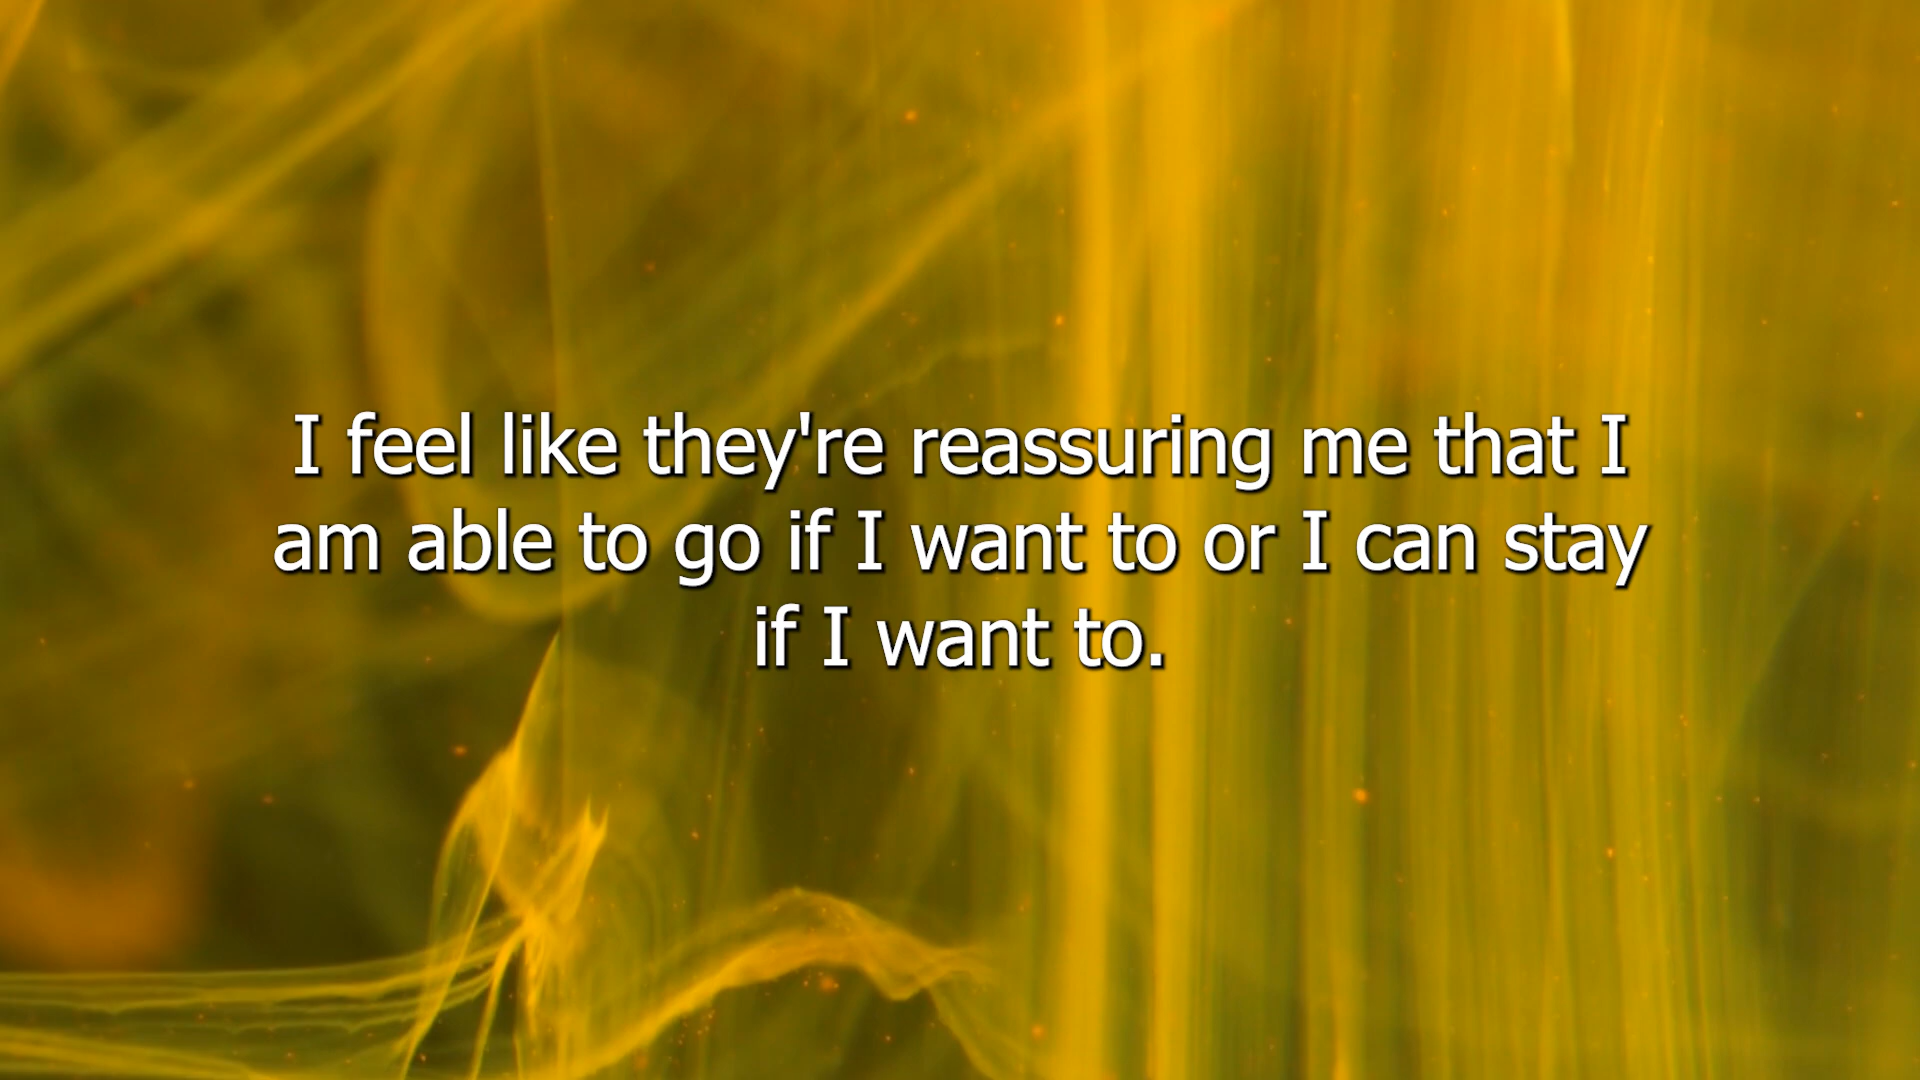 I feel like they're reassuring me that I
am able to go if I want to or I can stay
if I want to.